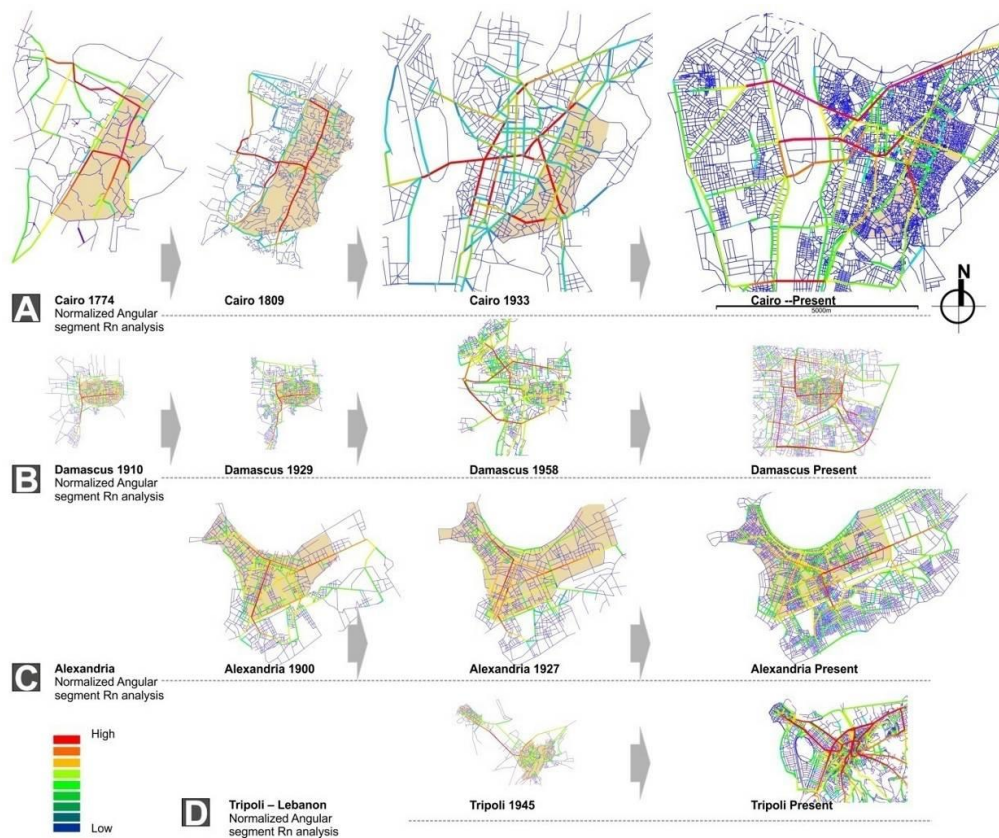 N
Cairo 1774
Cairo 1809
Cairo 1933
Cairo --Present
5000m
A
Normalized Angular
segment Rn analysis
Damascus 1910
Damascus 1929
Damascus 1958
Damascus Present
B
Normalized Angular
segment Rn analysis
Alexandria 1900
Alexandria 1927
Alexandria Present
C
Alexandria
Normalized Angular
segment Rn analysis
High
Low
D
Tripoli – Lebanon
Normalized Angular
segment Rn analysis
Tripoli 1945
Tripoli Present